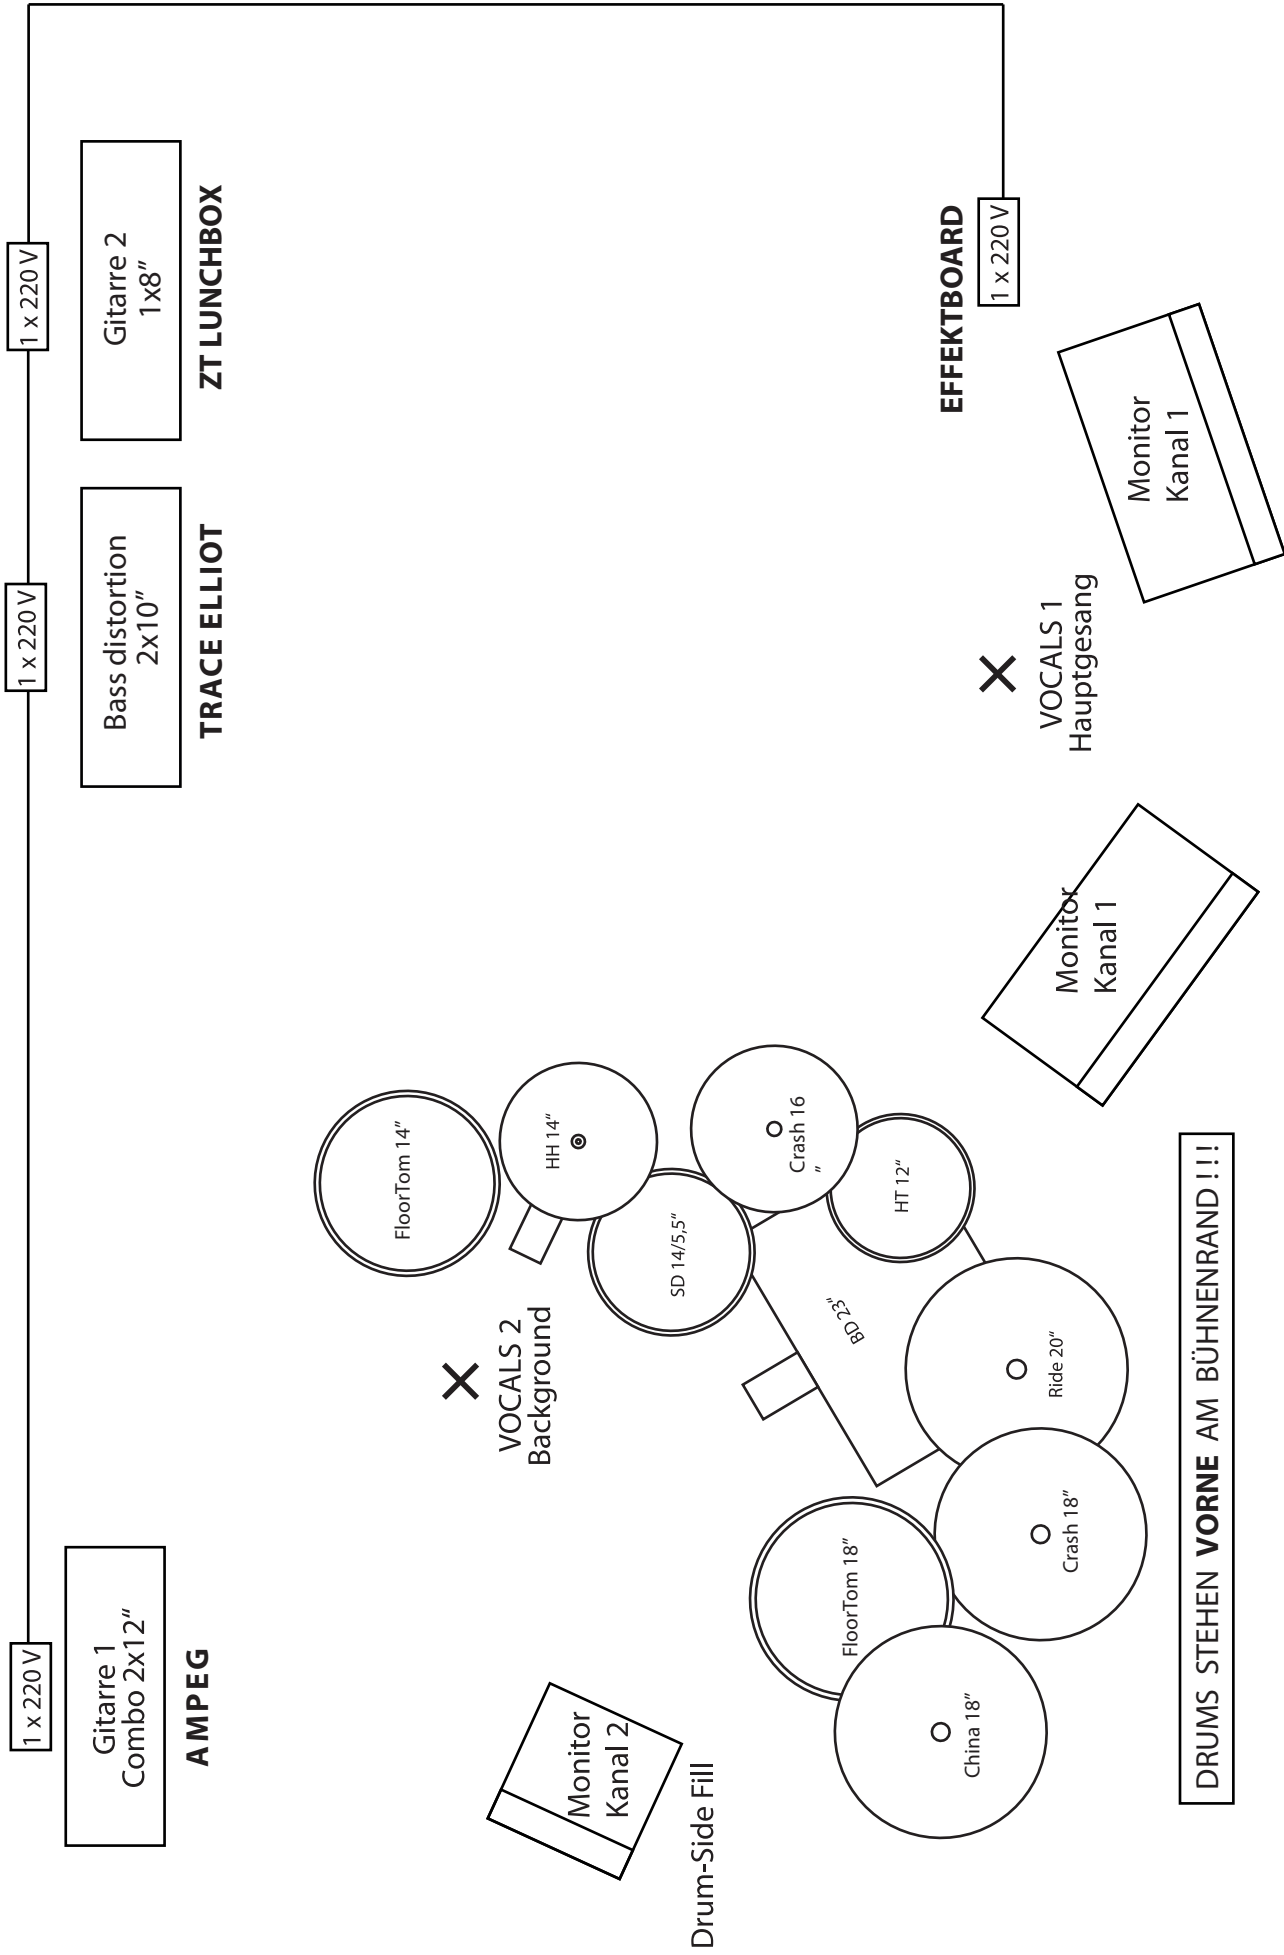 1 x 220 V
1 x 220 V
1 x 220 V
Gitarre 1
Combo 2x12“
AMPEG
Bass distortion
2x10”
TRACE ELLIOT
Gitarre 2
1x8”
ZT LUNCHBOX
FloorTom 14”
VOCALS 2
Background
HH 14“
Monitor
Kanal 2
Drum-Side Fill
SD 14/5,5“
Crash 16
”
BD 23”
FloorTom 18”
HT 12“
EFFEKTBOARD
1 x 220 V
China 18”
Ride 20“
Crash 18”
VOCALS 1
Hauptgesang
Monitor
Kanal 1
Monitor
Kanal 1
DRUMS STEHEN VORNE AM BÜHNENRAND !!!